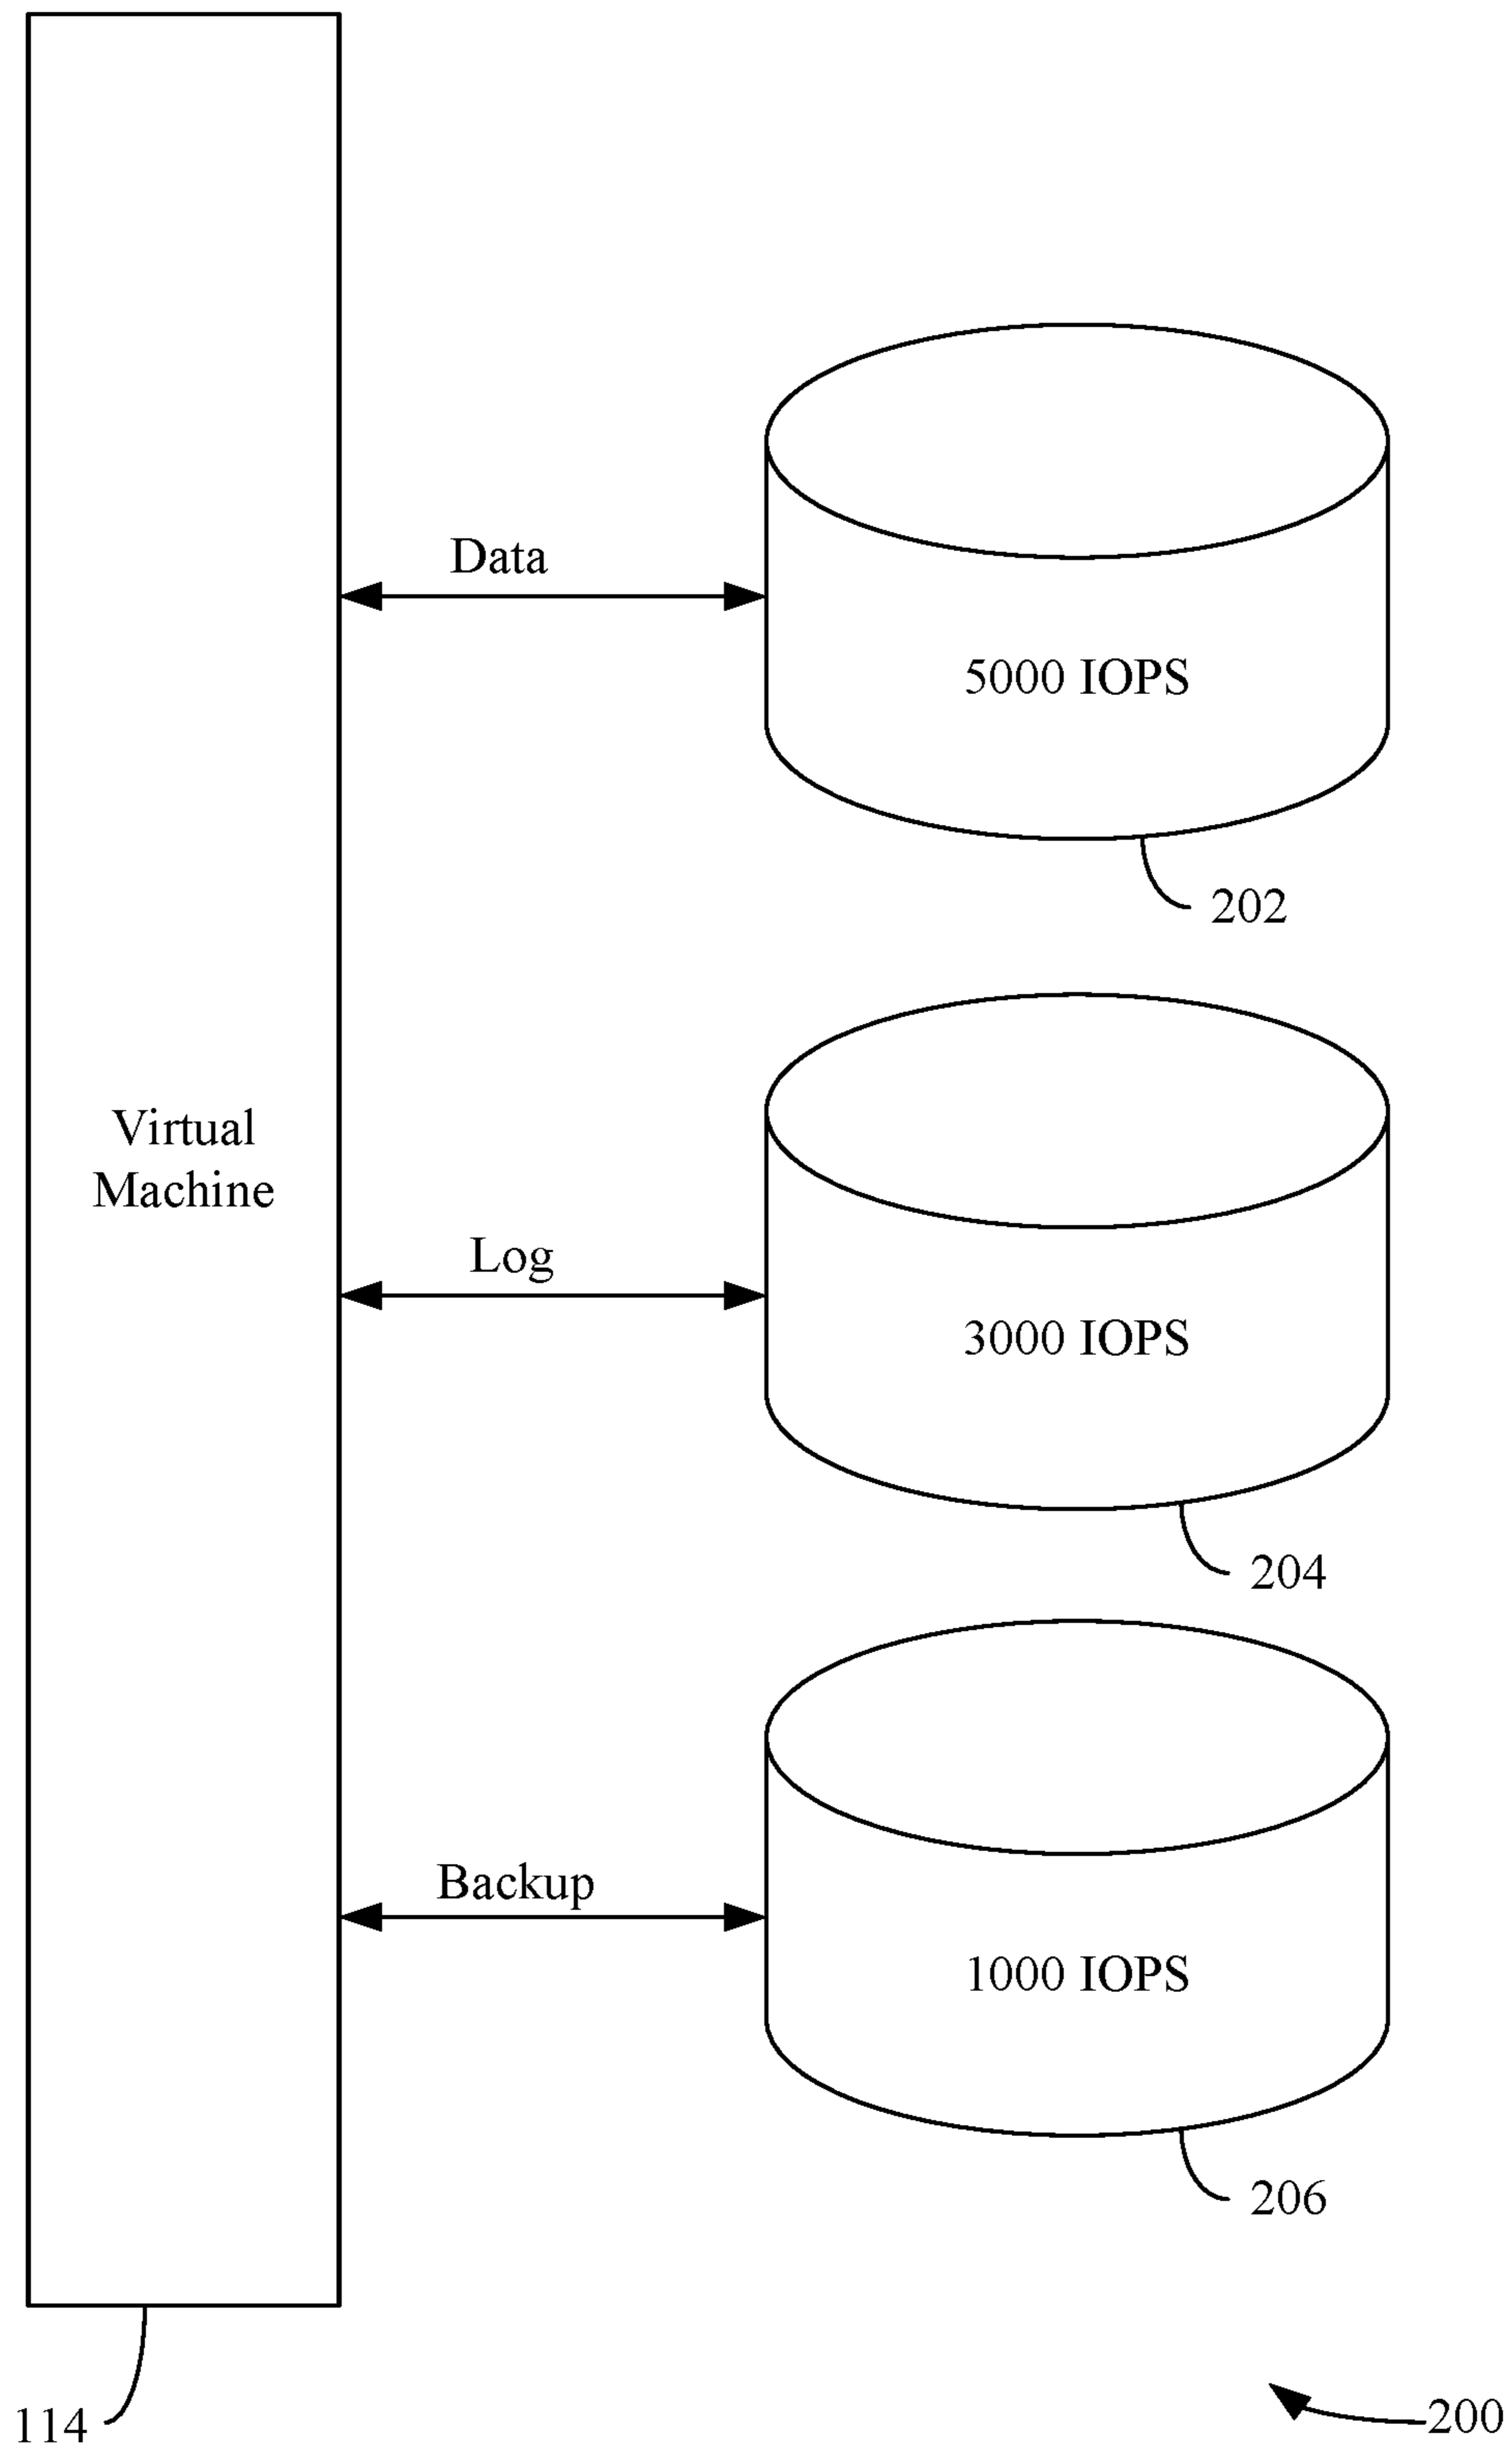 Data
5000 IOPS
202
Virtual
Machine
Log
3000 IOPS
204
Backup
1000 IOPS
206
114
200